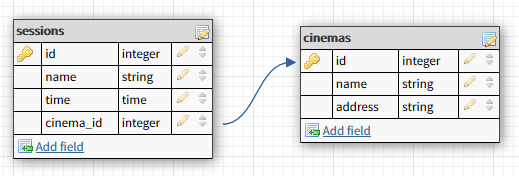 sessions
id integer
name string
time time
cinema_id integer
Add field
cinemas
id integer
name string
address string
Add field